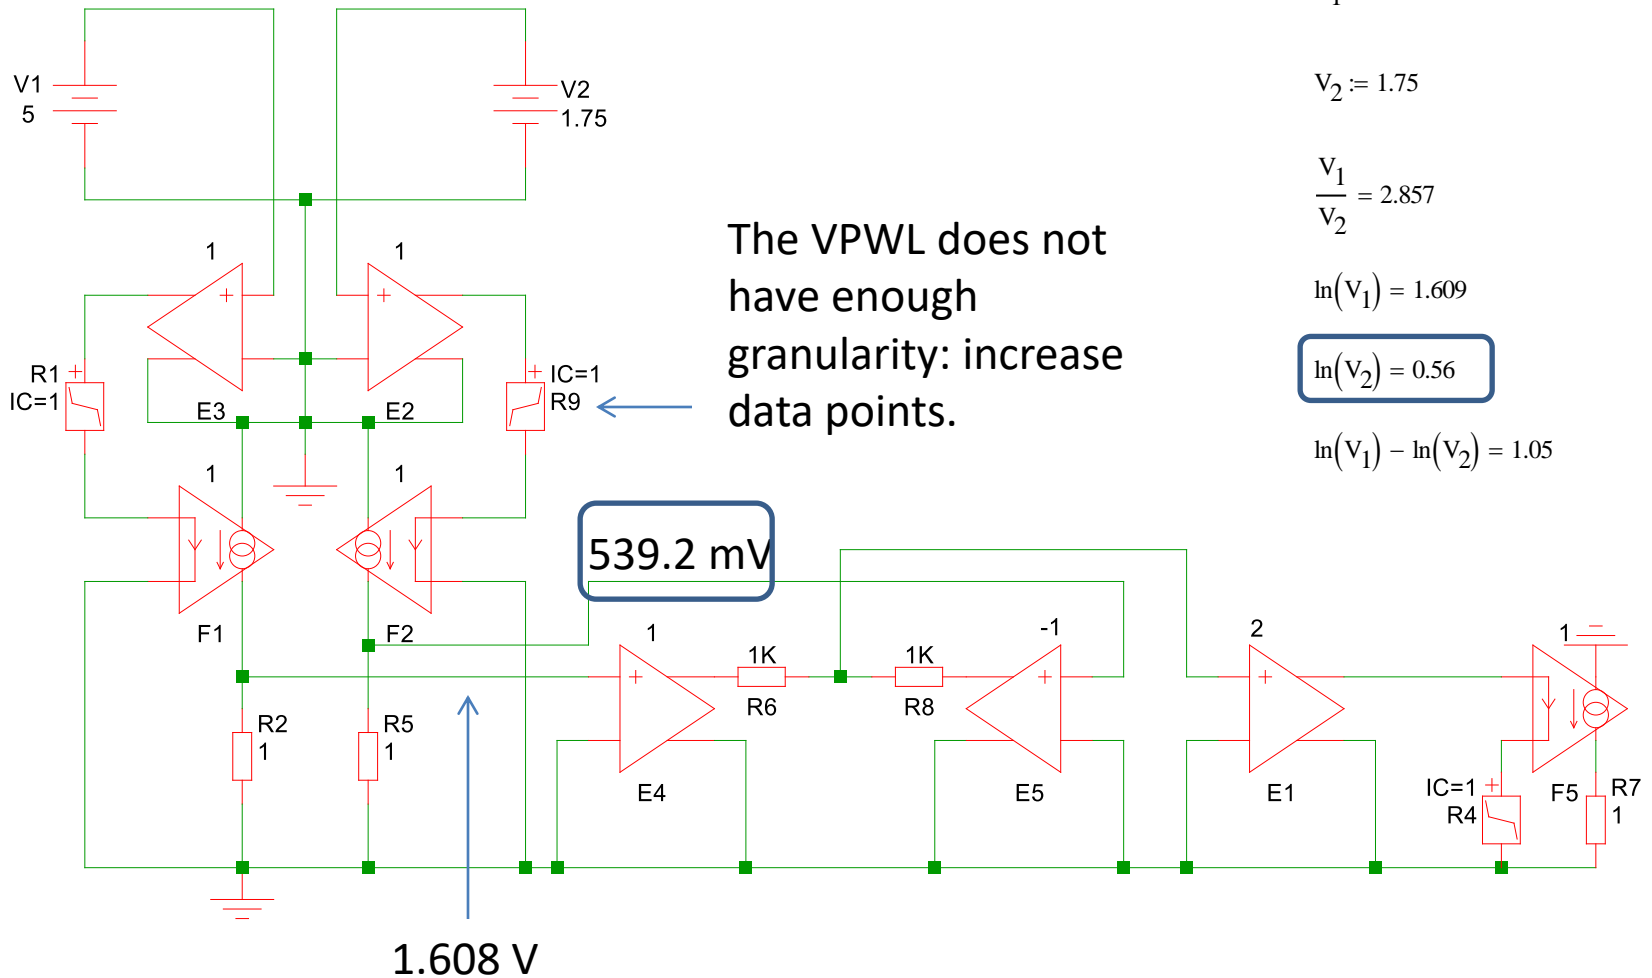 V1
5
V2
1.75
V2 := 1.75
V1
V2
= 2.857
ln(V1) = 1.609
ln(V2) = 0.56
ln(V1) − ln(V2) = 1.05
The VPWL does not
have enough
granularity: increase
data points.
1
+
1
+
R1 +
IC=1
+ IC=1
R9
E3
E2
1
1
F1
F2
539.2 mV
R2
1
R5
1
1
+
E4
1K
R6
1K
R8
-1
+
E5
2
+
E1
1
F5
IC=1 +
R4
R7
1
1.608 V